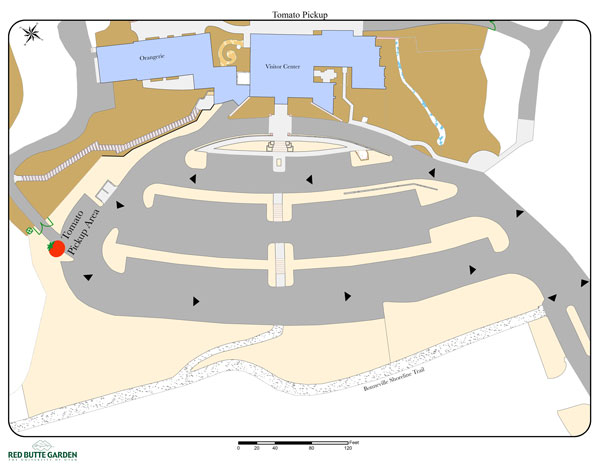 Tomato Pickup
Orangerie
Visitor Center
Tomato
Pickup Area
Bonneville Shoreline Trail
Feet
0 20 40 60 80 120
RED BUTTE GARDEN